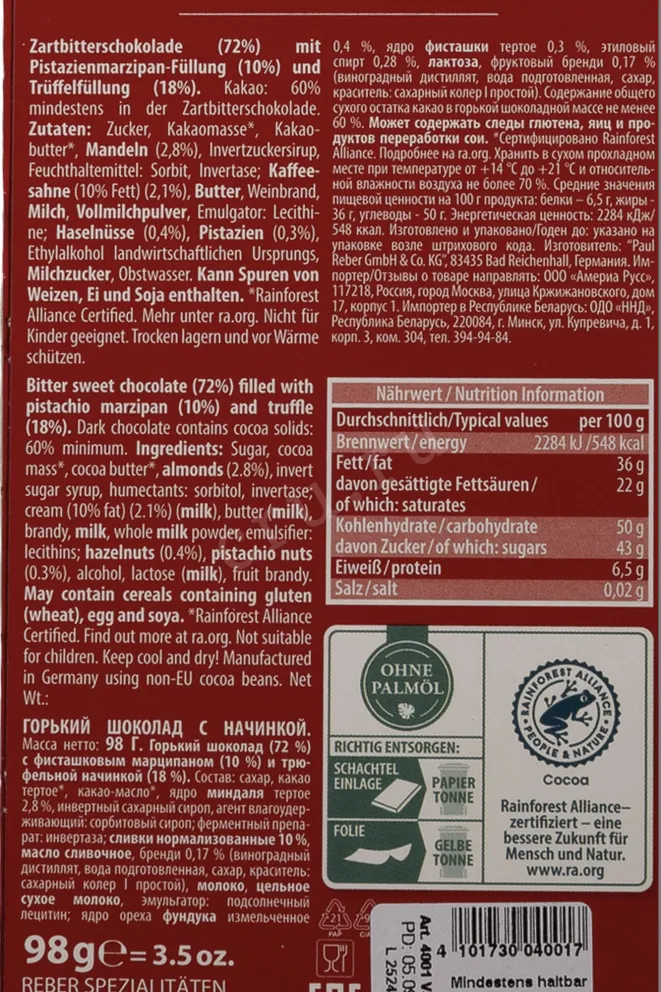 Zartbitterschokolade (72%) mit
Pistazienmarzipan-Füllung (10%) und
Trüffelfüllung (18%). Kakao: 60%
mindestens in der Zartbitterschokolade.
Zutaten: Zucker, Kakaomasse*, Kakao-
butter*, Mandeln (2,8%), Invertzuckersirup,
Feuchthaltemittel: Sorbit, Invertase; Kaffee-
sahne (10% Fett) (2,1%), Butter, Weinbrand,
Milch, Vollmilchpulver, Emulgator: Lecithi-
ne; Haselnüsse (0,4%), Pistazien (0,3%),
Ethylalkohol landwirtschaftlichen Ursprungs,
Milchzucker, Obstwasser. Kann Spuren von
Weizen, Ei und Soja enthalten. *Rainforest
Alliance Certified. Mehr unter ra.org. Nicht für
Kinder geeignet. Trocken lagern und vor Wärme
schützen.
Bitter sweet chocolate (72%) filled with
pistachio marzipan (10%) and truffle
(18%). Dark chocolate contains cocoa solids:
60% minimum. Ingredients: Sugar, cocoa
mass*, cocoa butter*, almonds (2.8%), invert
sugar syrup, humectants: sorbitol, invertase;
cream (10% fat) (2.1%) (milk), butter (milk),
brandy, milk, whole milk powder, emulsifier:
lecithins; hazelnuts (0.4%), pistachio nuts
(0.3%), alcohol, lactose (milk), fruit brandy.
May contain cereals containing gluten
(wheat), egg and soya. *Rainforest Alliance
Certified. Find out more at ra.org. Not suitable
for children. Keep cool and dry! Manufactured
in Germany using non-EU cocoa beans. Net
Wt.:
ГОРЬКИЙ ШОКОЛАД С НАЧИНКОЙ.
Масса нетто: 98 Г. Горький шоколад (72 %)
с фисташковым марципаном (10 %) и трю-
фельной начинкой (18 %). Состав: сахар, какао
тертое*, какао-масло*, ядро миндаля тертое
2,8 %, инвертный сахарный сироп, агент влагоудер-
живающий: сорбитовый сироп; ферментный препа-
рат: инвертаза; сливки нормализованные 10 %,
масло сливочное, бренди 0,17 % (виноградный
дистиллят, вода подготовленная, сахар, краситель:
сахарный колер I простой), молоко, цельное
сухое молоко, эмульгатор: подсолнечный
лецитин; ядро ореха фундука измельченное
98g℮=3.5oz.
REBER SPEZIALITÄTEN
0,4 %, ядро фисташки тертое 0,3 %, этиловый
спирт 0,28 %, лактоза, фруктовый бренди 0,17 %
(виноградный дистиллят, вода подготовленная, сахар,
краситель: сахарный колер I простой). Содержание общего
сухого остатка какао в горькой шоколадной массе не менее
60 %. Может содержать следы глютена, яиц и про-
дуктов переработки сои. *Сертифицировано Rainforest
Alliance. Подробнее на ra.org. Хранить в сухом прохладном
месте при температуре от +14 °C до +21 °C и относитель-
ной влажности воздуха не более 70 %. Средние значения
пищевой ценности на 100 г продукта: белки – 6,5 г, жиры -
36 г, углеводы - 50 г. Энергетическая ценность: 2284 кДж/
548 ккал. Изготовлено и упаковано/Годен до: указано на
упаковке возле штрихового кода. Изготовитель: "Paul
Reber GmbH & Co. KG", 83435 Bad Reichenhall, Германия. Им-
портер/Отзывы о товаре направлять: ООО «Америа Русс»,
117218, Россия, город Москва, улица Кржижановского, дом
17, корпус 1. Импортер в Республике Беларусь: ОДО «ННД»,
Республика Беларусь, 220084, г. Минск, ул. Купревича, д. 1,
корп. 3, ком. 304, тел. 394-94-84.
Nährwert / Nutrition Information
Durchschnittlich/Typical values per 100 g
Brennwert/energy 2284 kJ /548 kcal
Fett/fat 36 g
davon gesättigte Fettsäuren/ 22 g
of which: saturates
Kohlenhydrate/carbohydrate 50 g
davon Zucker/of which: sugars 43 g
Eiweiß/protein 6,5 g
Salz/salt 0,02 g
OHNE
PALMÖL
RICHTIG ENTSORGEN:
SCHACHTEL
EINLAGE
PAPIER
TONNE
FOLIE
GELBE
TONNE
RAINFOREST ALLIANCE
PEOPLE & NATURE
Cocoa
Rainforest Alliance–
zertifiziert – eine
bessere Zukunft für
Mensch und Natur.
www.ra.org
21
PAP
Art. 4001
PD: 05.0
L 252
4 101730 040017
Mindestens haltbar